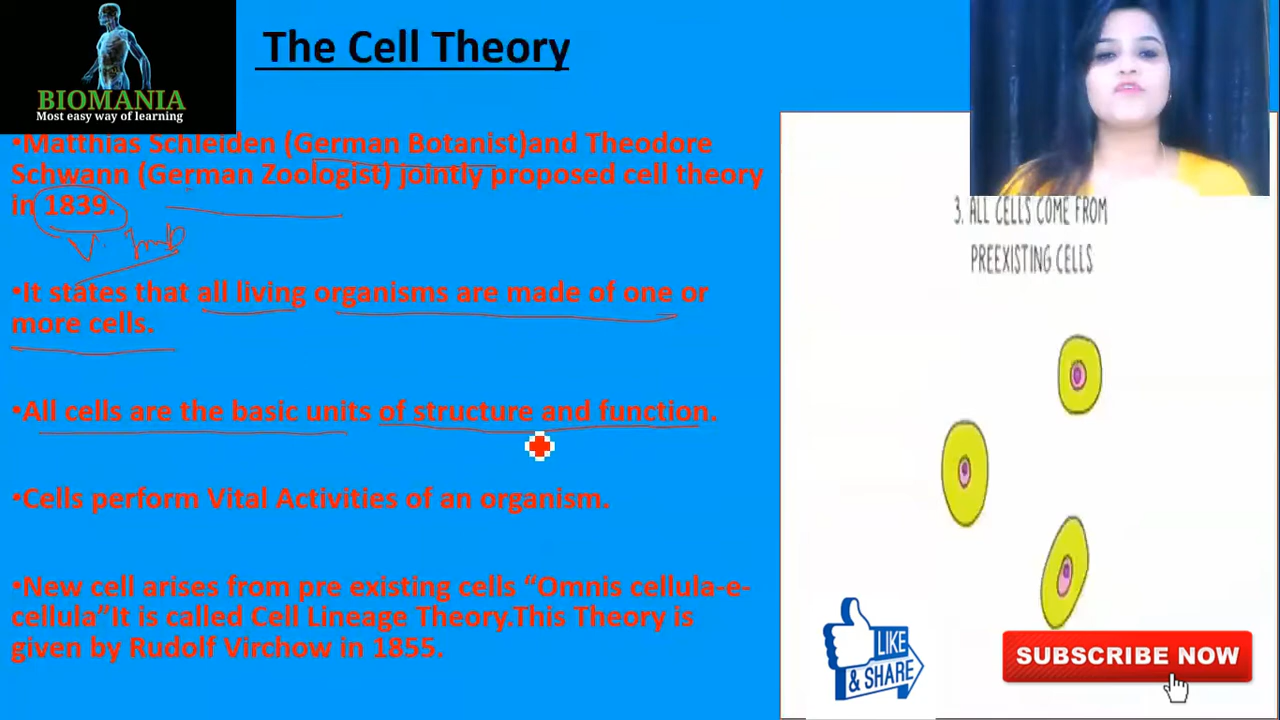 The Cell Theory
BIOMANIA
Most easy way of learning
•Matthias Schleiden (German Botanist)and Theodore
Schwann (German Zoologist) jointly proposed cell theory
in 1839.
V. Imp
•It states that all living organisms are made of one or
more cells.
•All cells are the basic units of structure and function.
•Cells perform Vital Activities of an organism.
•New cell arises from pre existing cells “Omnis cellula-e-
cellula”It is called Cell Lineage Theory.This Theory is
given by Rudolf Virchow in 1855.
3. ALL CELLS COME FROM
PREEXISTING CELLS
LIKE
& SHARE
SUBSCRIBE NOW